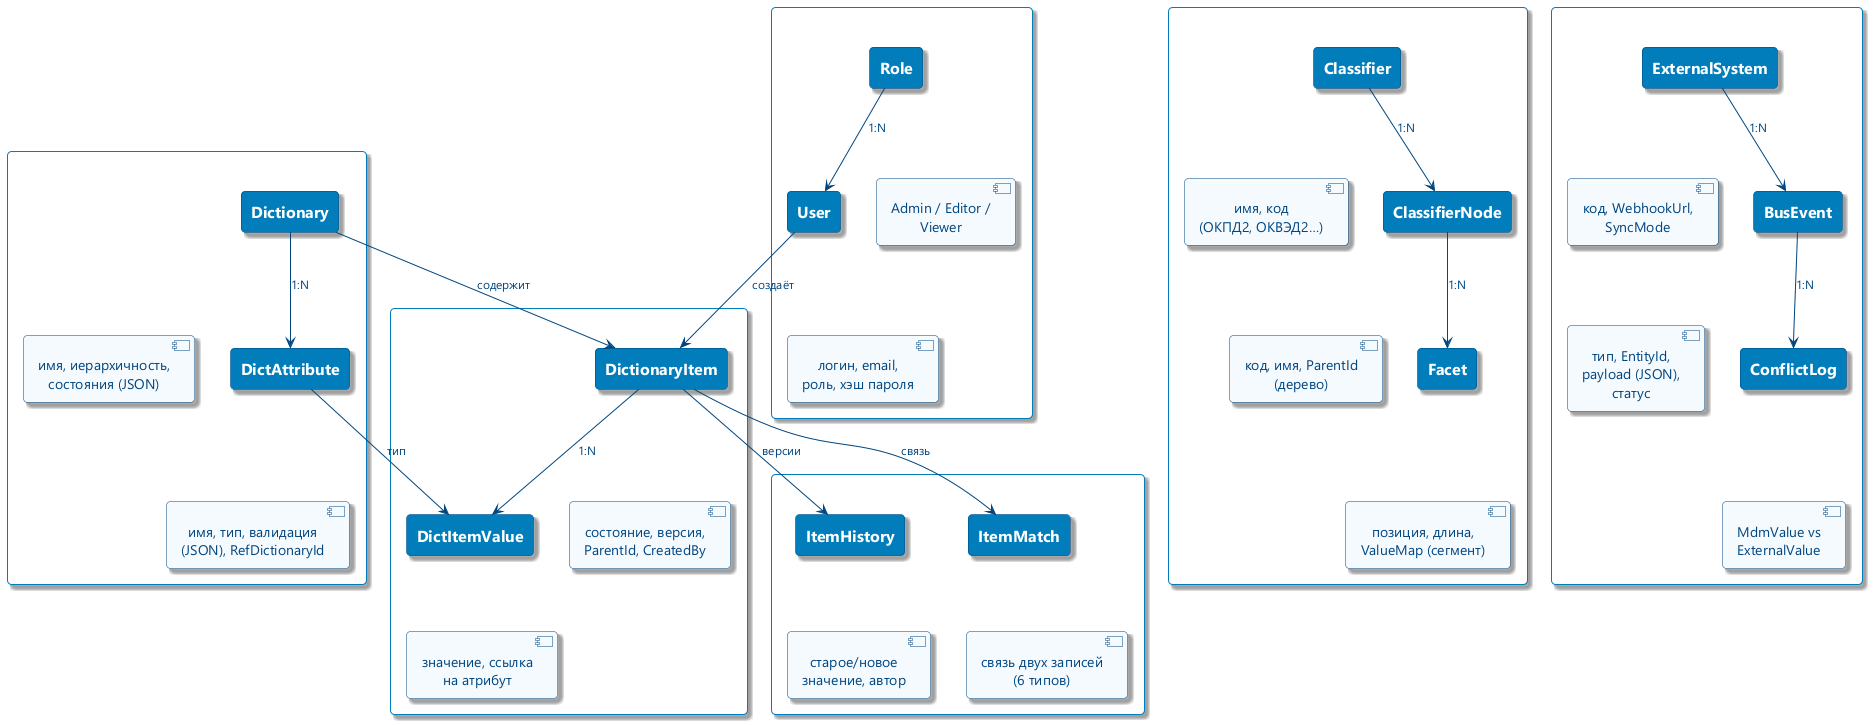 Role
1:N
User
Admin / Editor /
Viewer
создаёт
логин, email,
роль, хэш пароля
Dictionary
1:N
содержит
имя, иерархичность,
состояния (JSON)
DictAttribute
тип
имя, тип, валидация
(JSON), RefDictionaryId
DictionaryItem
1:N
версии
связь
DictItemValue
состояние, версия,
ParentId, CreatedBy
значение, ссылка
на атрибут
ItemHistory
ItemMatch
старое/новое
значение, автор
связь двух записей
(6 типов)
Classifier
1:N
имя, код
(ОКПД2, ОКВЭД2...)
ClassifierNode
1:N
код, имя, ParentId
(дерево)
Facet
позиция, длина,
ValueMap (сегмент)
ExternalSystem
1:N
код, WebhookUrl,
SyncMode
BusEvent
1:N
тип, EntityId,
payload (JSON),
статус
ConflictLog
MdmValue vs
ExternalValue